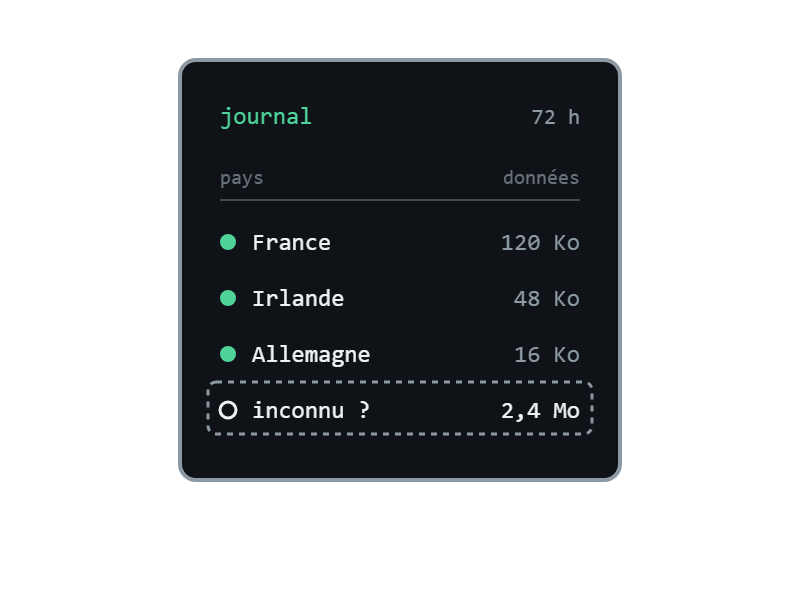 journal 72 h
pays données
France 120 Ko
Irlande 48 Ko
Allemagne 16 Ko
inconnu ? 2,4 Mo